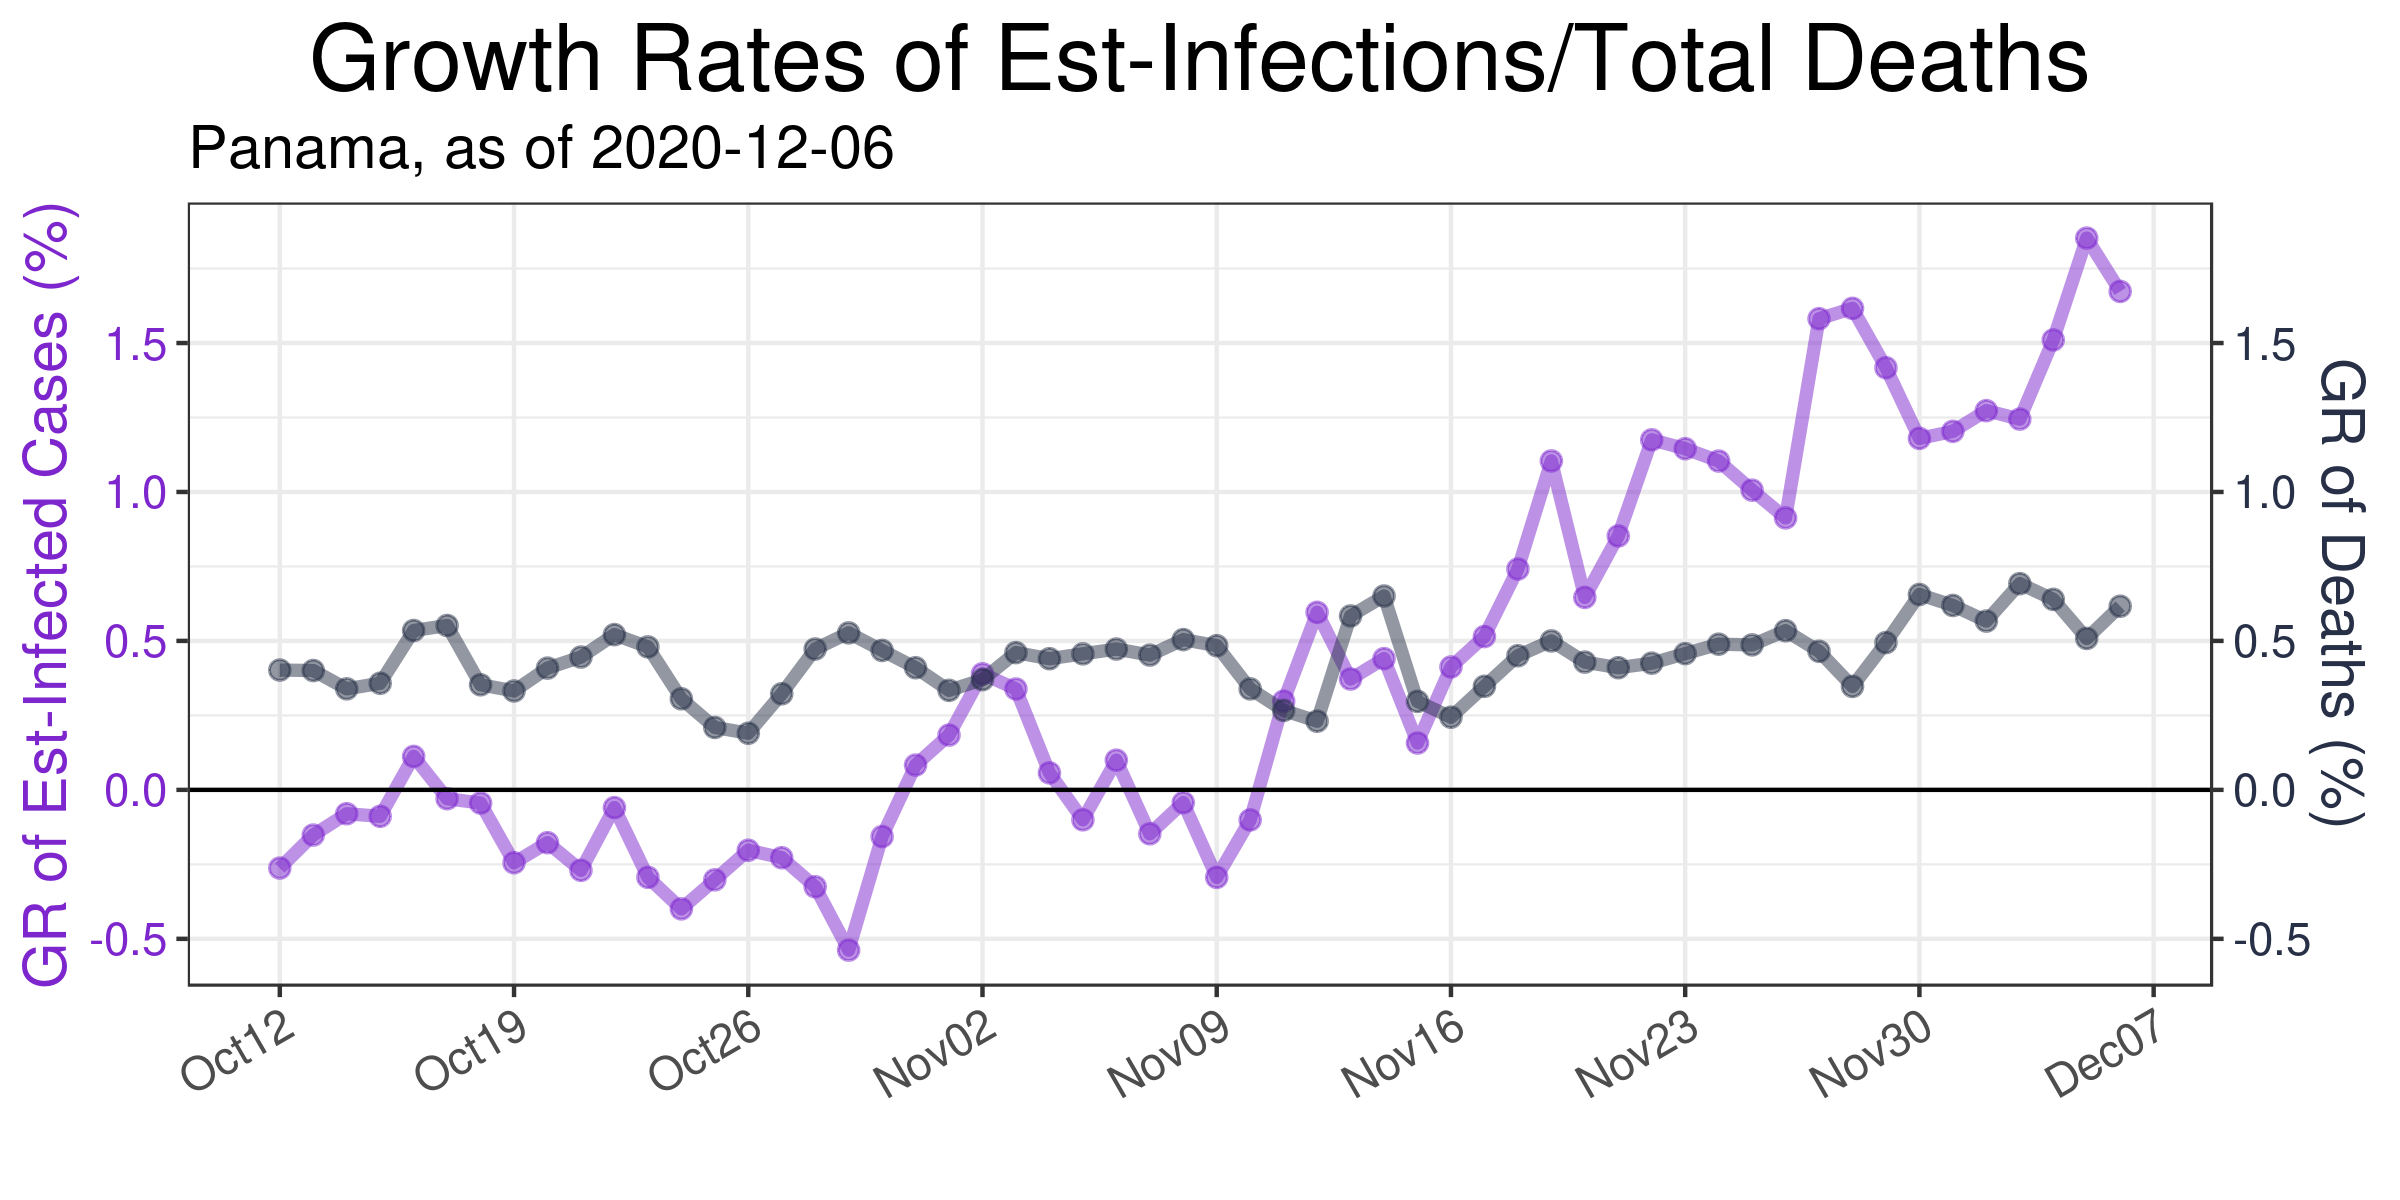 Growth Rates of Est-Infections/Total Deaths
Panama, as of 2020-12-06
GR of Est-Infected Cases (%)
1.5
1.0
0.5
0.0
-0.5
1.5
1.0
0.5
0.0
-0.5
GR of Deaths (%)
Oct12
Oct19
Oct26
Nov02
Nov09
Nov16
Nov23
Nov30
Dec07